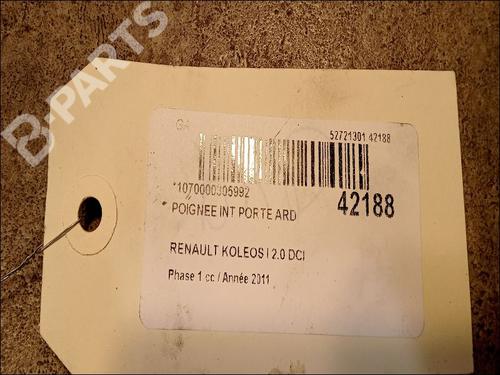 B-PARTS
GA
52721301 42188
*1070000305992
POIGNEE INT PORTE ARD
42188
RENAULT KOLEOS I 2.0 DCI
Phase 1 cc / Année 2011